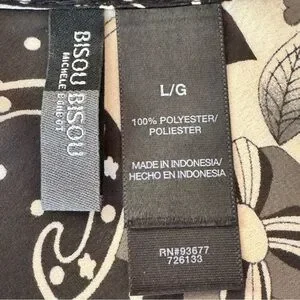 BISOU BISOU
MICHELE BOHBOT
L/G
100% POLYESTER/
POLIESTER
MADE IN INDONESIA/
HECHO EN INDONESIA
RN#93677
726133